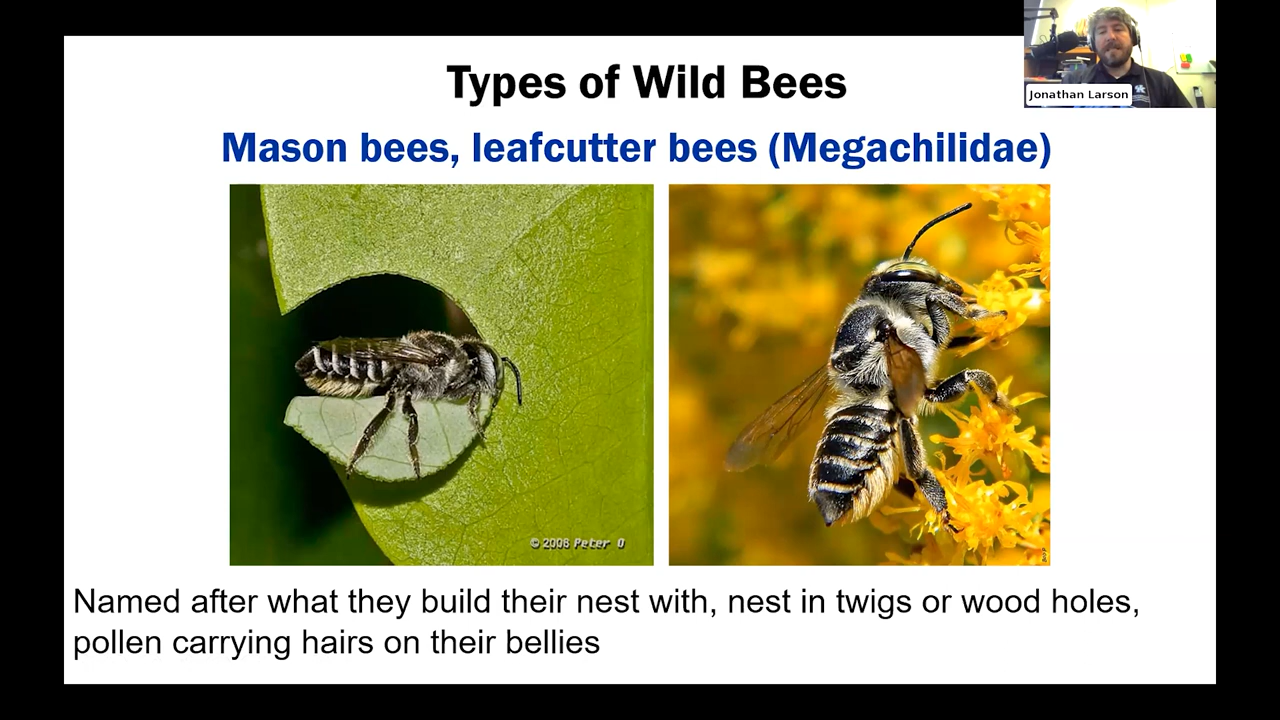 Types of Wild Bees
Jonathan Larson
Mason bees, leafcutter bees (Megachilidae)
© 2006 Peter O
Named after what they build their nest with, nest in twigs or wood holes,
pollen carrying hairs on their bellies